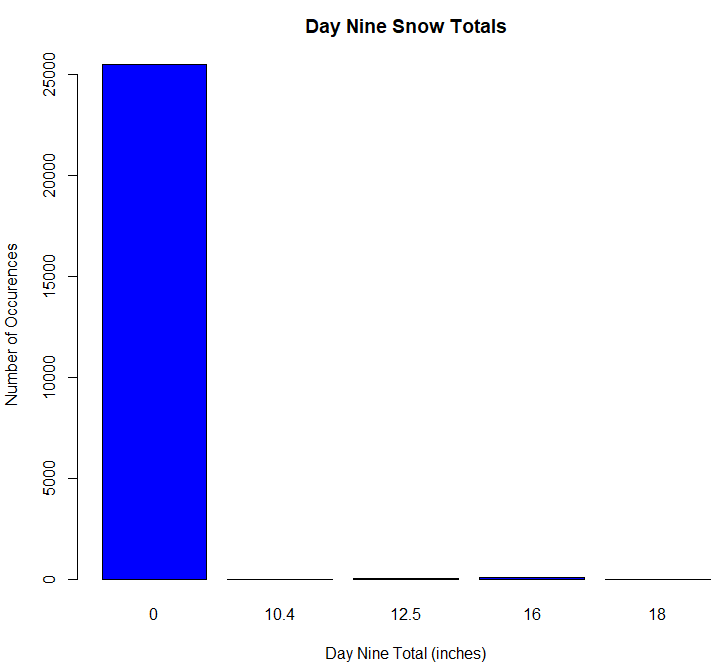 Day Nine Snow Totals
Number of Occurences
25000
20000
15000
10000
5000
0
0 10.4 12.5 16 18
Day Nine Total (inches)